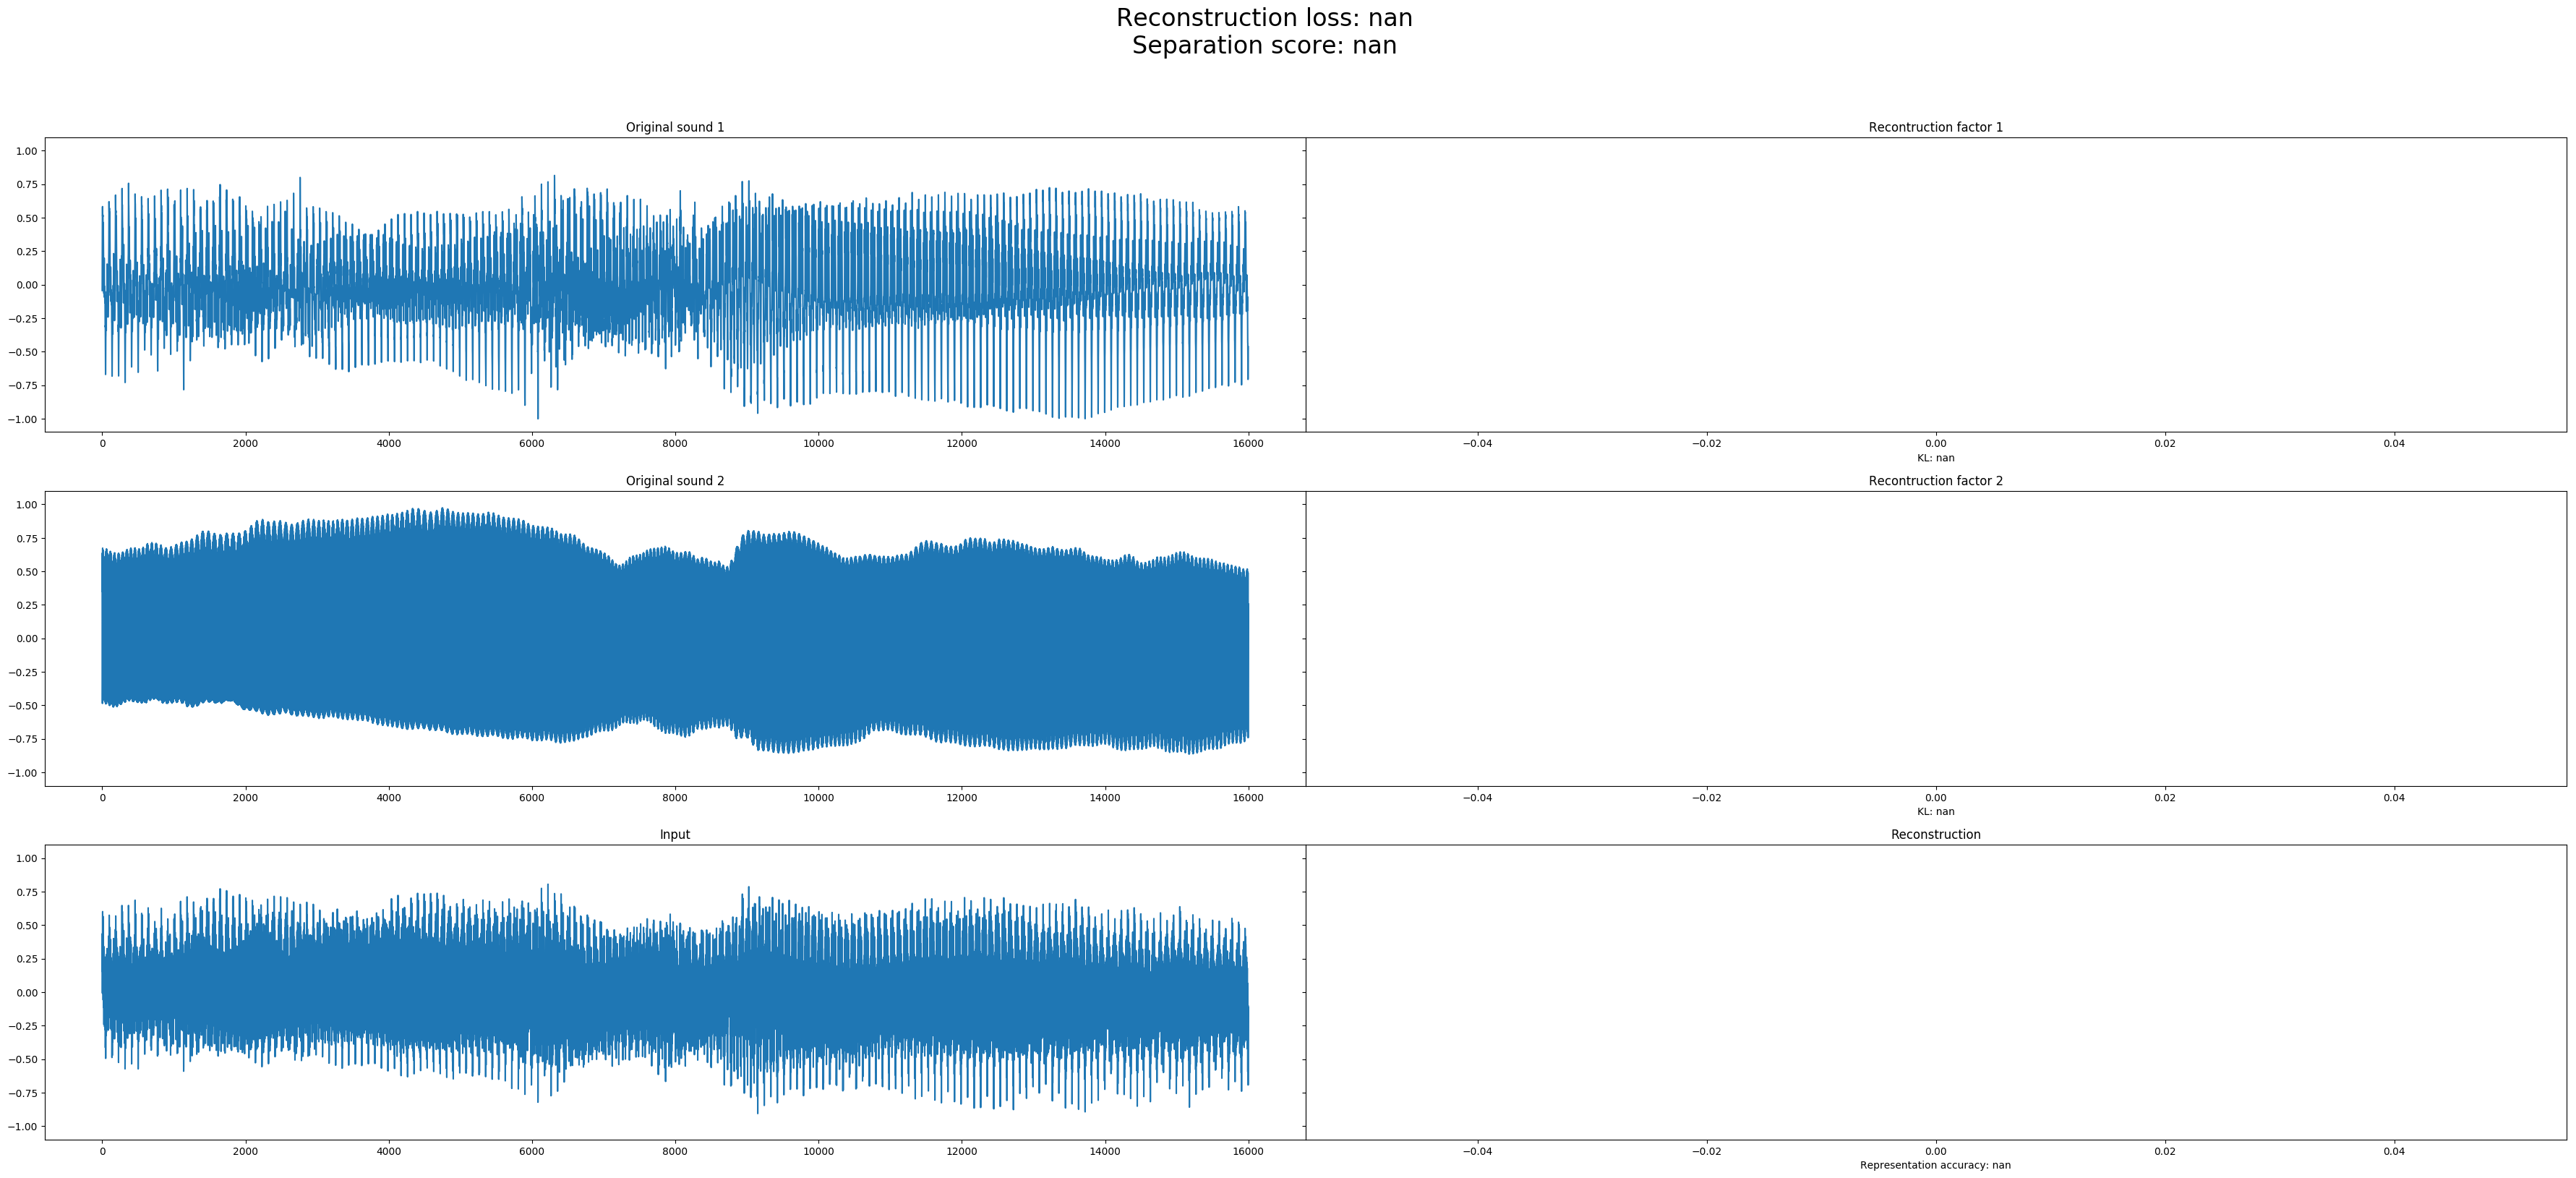 Reconstruction loss: nan
Separation score: nan
Original sound 1
Recontruction factor 1
1.00
0.75
0.50
0.25
0.00
−0.25
−0.50
−0.75
−1.00
0 2000 4000 6000 8000 10000 12000 14000 16000
−0.04 −0.02 0.00 0.02 0.04
KL: nan
Original sound 2
Recontruction factor 2
1.00
0.75
0.50
0.25
0.00
−0.25
−0.50
−0.75
−1.00
0 2000 4000 6000 8000 10000 12000 14000 16000
−0.04 −0.02 0.00 0.02 0.04
KL: nan
Input
Reconstruction
1.00
0.75
0.50
0.25
0.00
−0.25
−0.50
−0.75
−1.00
0 2000 4000 6000 8000 10000 12000 14000 16000
−0.04 −0.02 0.00 0.02 0.04
Representation accuracy: nan